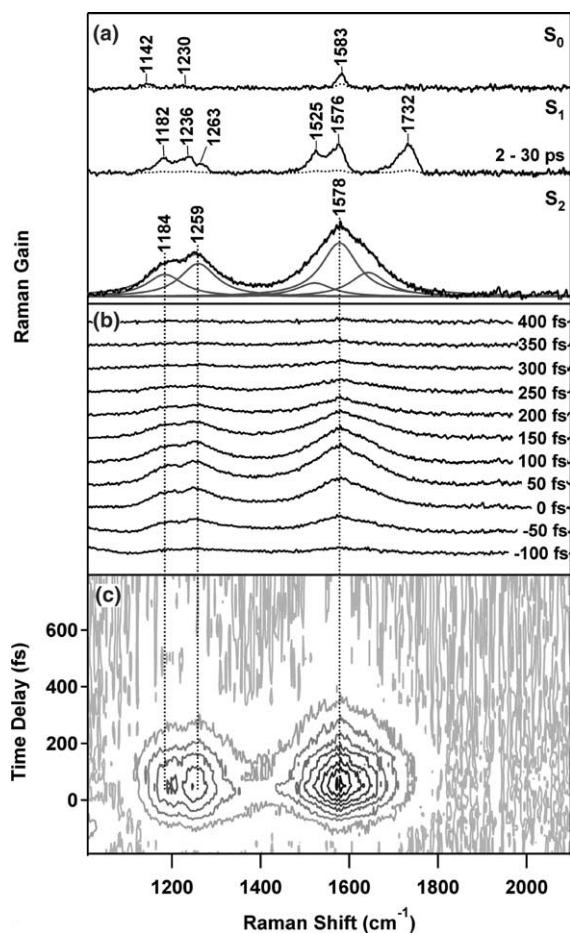 (a)
S0
1142
1230
1583
S1
1182
1236
1263
1525
1576
1732
2 - 30 ps
S2
1184
1259
1578
Raman Gain
(b)
400 fs
350 fs
300 fs
250 fs
200 fs
150 fs
100 fs
50 fs
0 fs
-50 fs
-100 fs
(c)
Time Delay (fs)
600
400
200
0
1200 1400 1600 1800 2000
Raman Shift (cm-1)